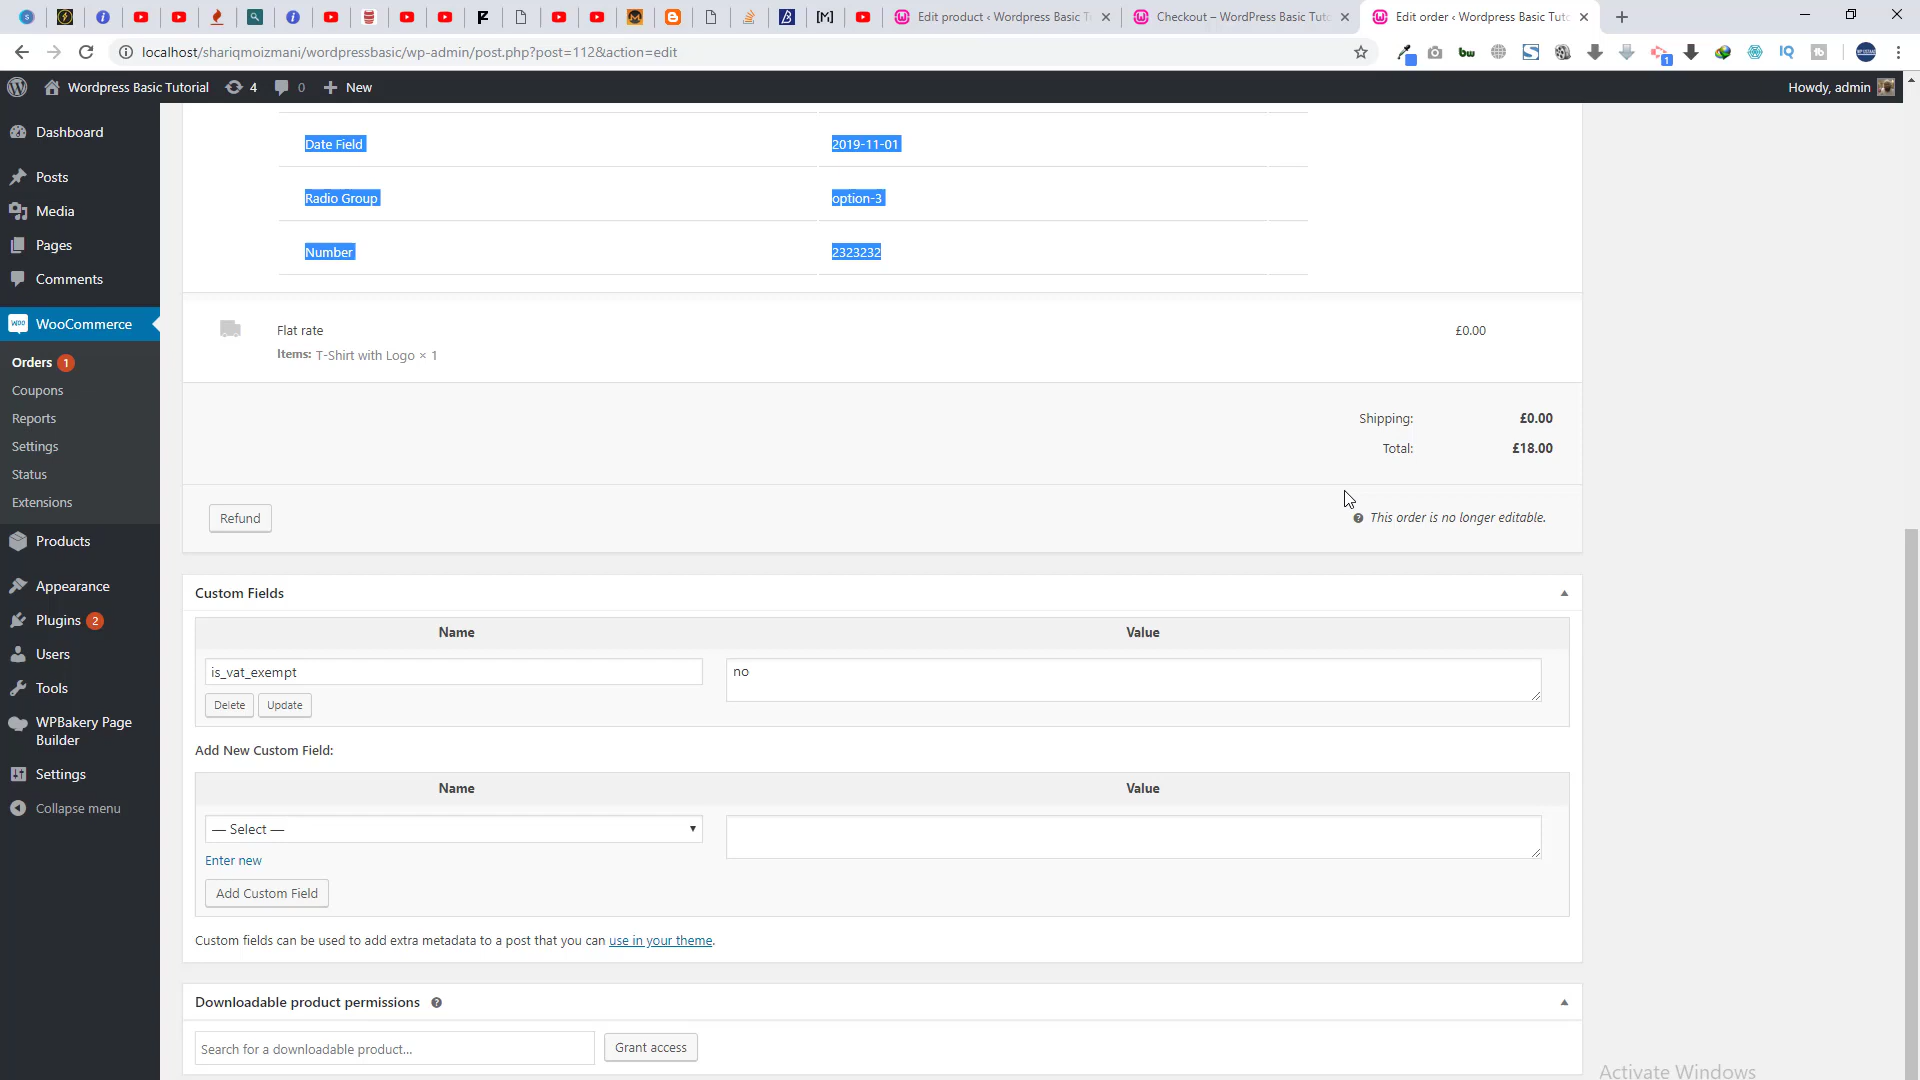 Edit product ‹ Wordpress Basic T
Checkout – WordPress Basic Tuto
Edit order ‹ Wordpress Basic Tuto
localhost/shariqmoizmani/wordpressbasic/wp-admin/post.php?post=112&action=edit
Wordpress Basic Tutorial
4
0
New
Howdy, admin
Dashboard
Posts
Media
Pages
Comments
WooCommerce
Orders 1
Coupons
Reports
Settings
Status
Extensions
Products
Appearance
Plugins 2
Users
Tools
WPBakery Page
Builder
Settings
Collapse menu
Date Field 2019-11-01
Radio Group option-3
Number 2323232
Flat rate £0.00
Items: T-Shirt with Logo × 1
Shipping: £0.00
Total: £18.00
Refund
This order is no longer editable.
Custom Fields
Name Value
is_vat_exempt no
Delete Update
Add New Custom Field:
Name Value
— Select —
Enter new
Add Custom Field
Custom fields can be used to add extra metadata to a post that you can use in your theme.
Downloadable product permissions
Search for a downloadable product...
Grant access
Activate Windows